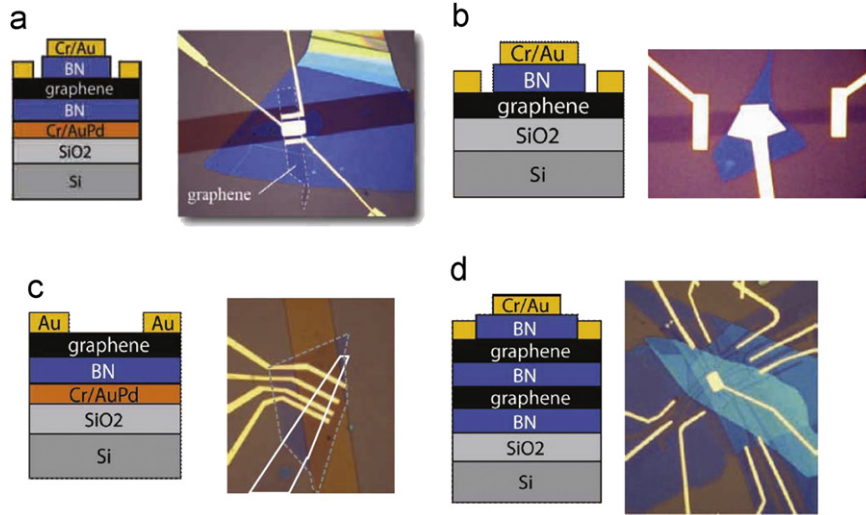 a
Cr/Au
BN
graphene
BN
Cr/AuPd
SiO2
Si
graphene
b
Cr/Au
BN
graphene
SiO2
Si
c
Au Au
graphene
BN
Cr/AuPd
SiO2
Si
d
Cr/Au
BN
graphene
BN
graphene
BN
SiO2
Si